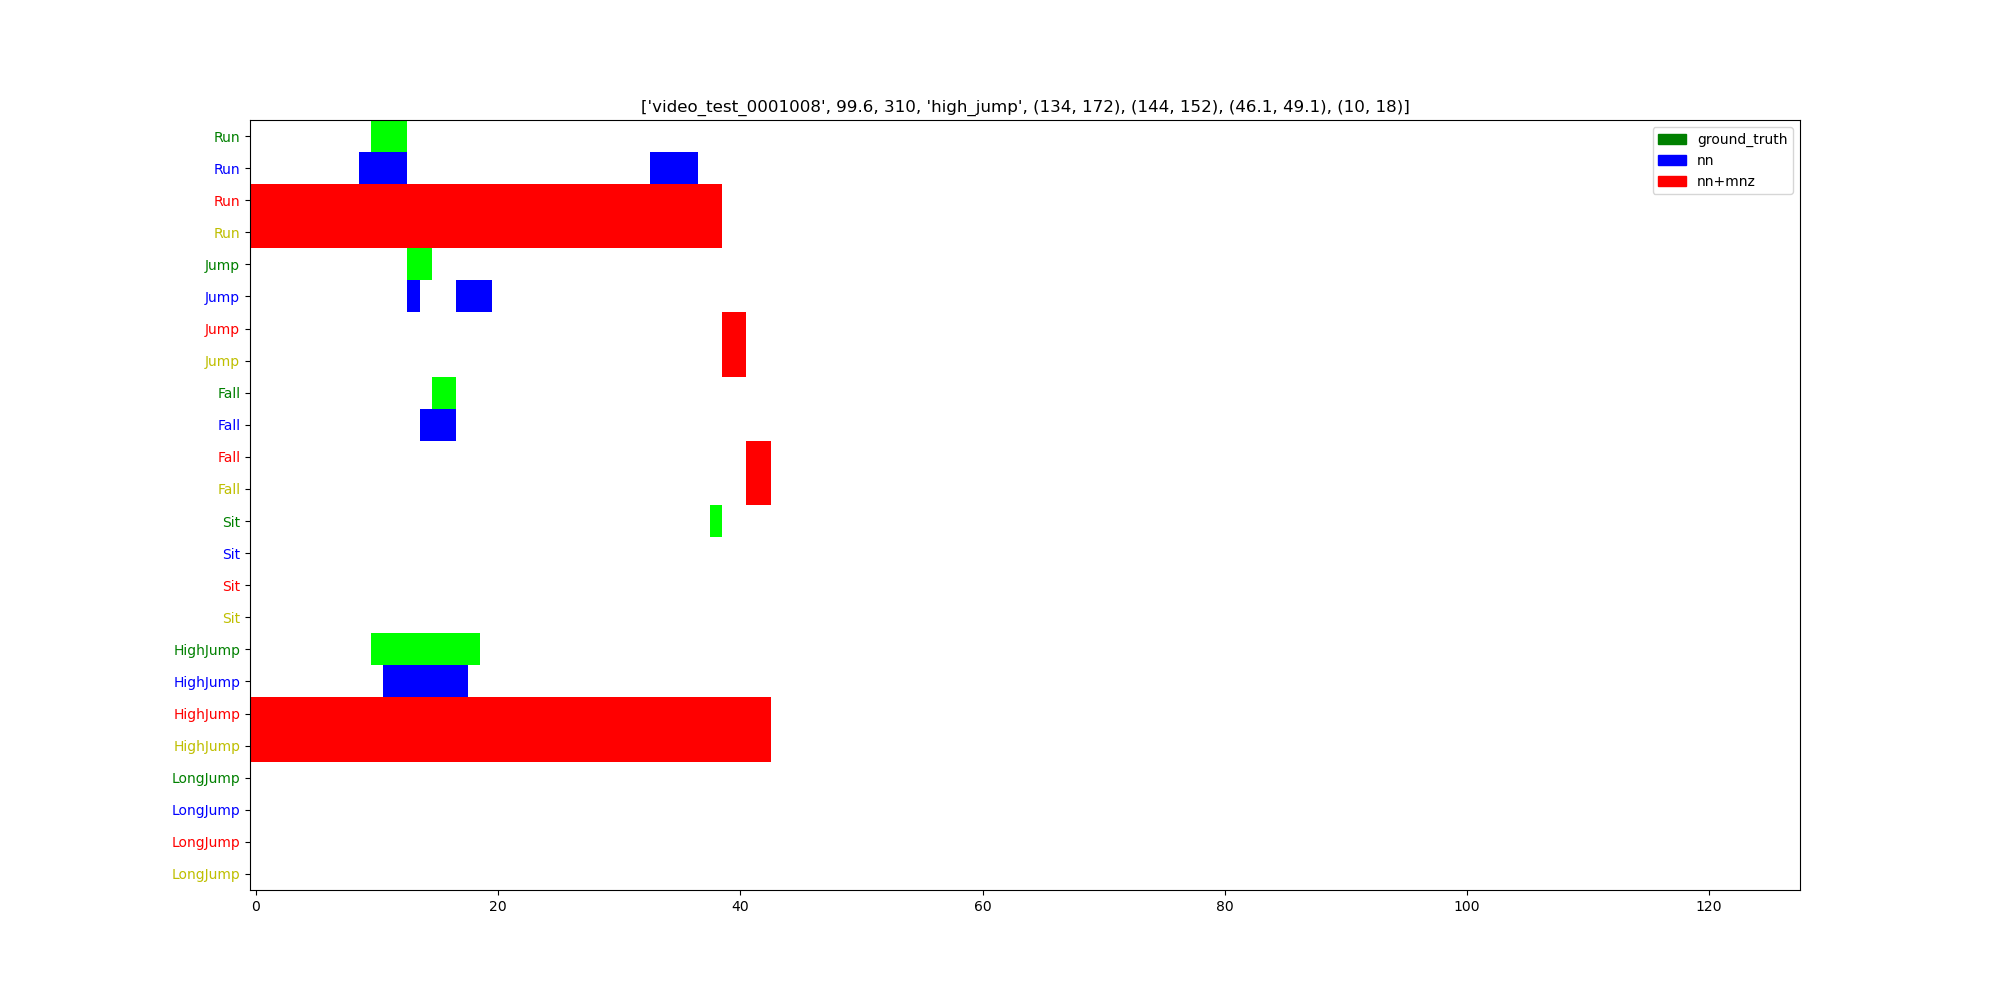 ['video_test_0001008', 99.6, 310, 'high_jump', (134, 172), (144, 152), (46.1, 49.1), (10, 18)]
ground_truth
nn
nn+mnz
Run
Run
Run
Run
Jump
Jump
Jump
Jump
Fall
Fall
Fall
Fall
Sit
Sit
Sit
Sit
HighJump
HighJump
HighJump
HighJump
LongJump
LongJump
LongJump
LongJump
0 20 40 60 80 100 120